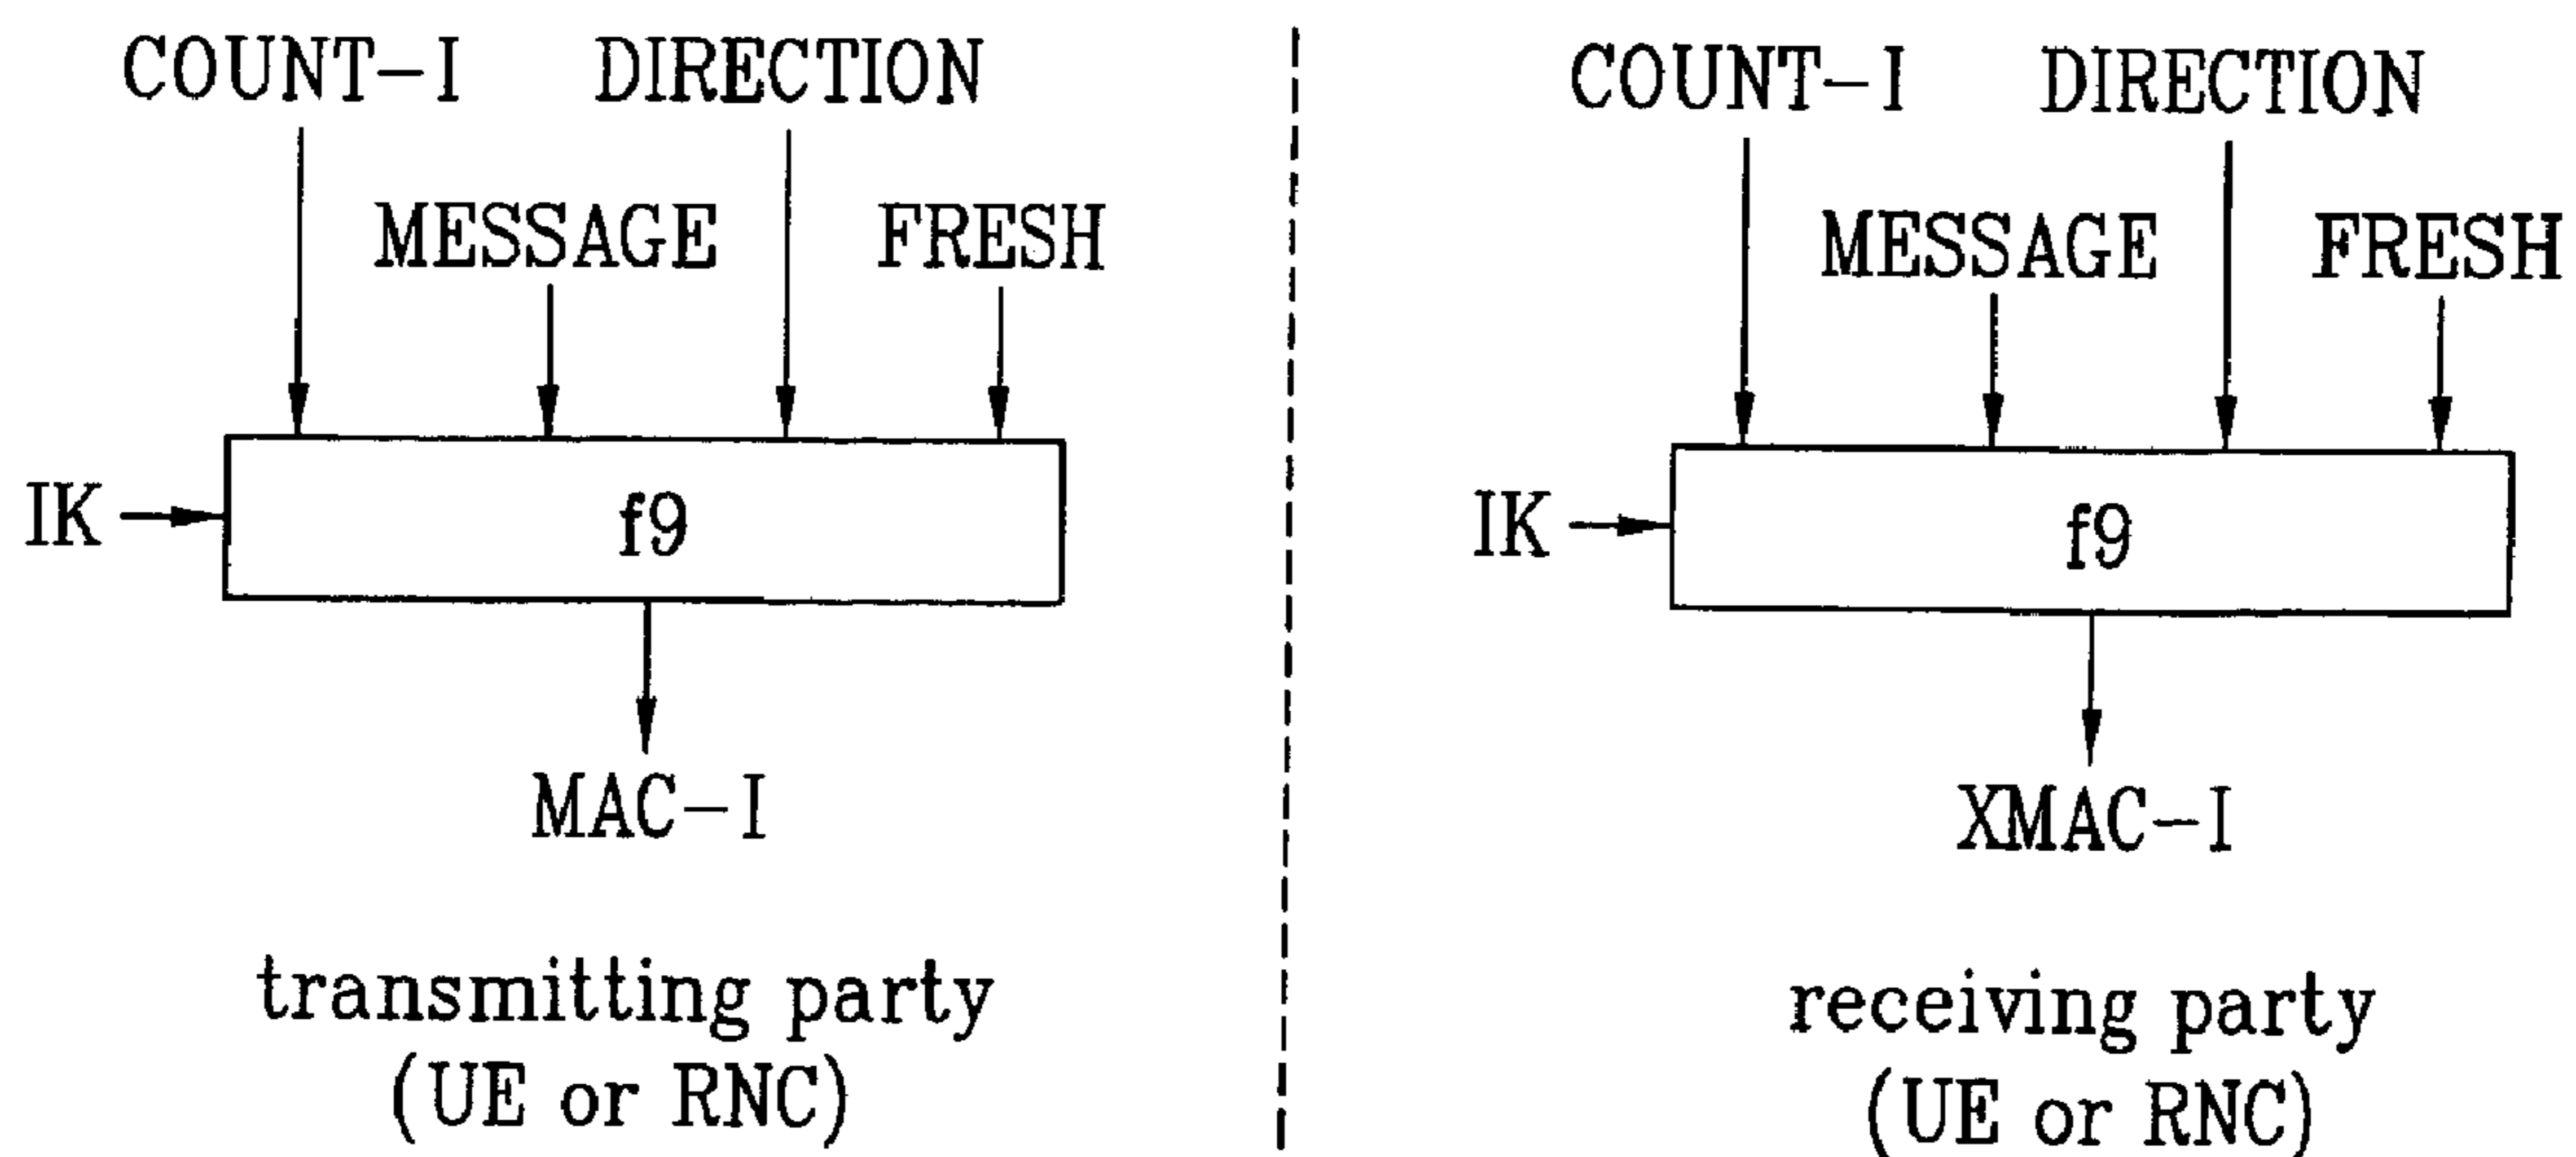 COUNT-I DIRECTION
MESSAGE FRESH
IK
f9
MAC-I
transmitting party
(UE or RNC)
COUNT-I DIRECTION
MESSAGE FRESH
IK
f9
XMAC-I
receiving party
(UE or RNC)